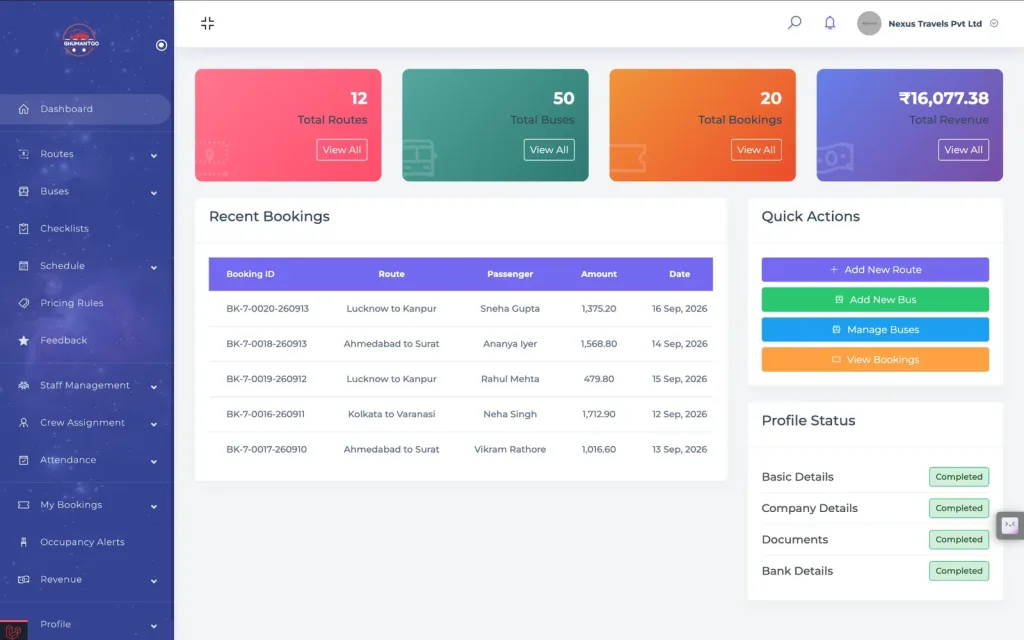 GHUMANTOO
Nexus Travels Pvt Ltd
Dashboard
Routes
Buses
Checklists
Schedule
Pricing Rules
Feedback
Staff Management
Crew Assignment
Attendance
My Bookings
Occupancy Alerts
Revenue
Profile
12
Total Routes
View All
50
Total Buses
View All
20
Total Bookings
View All
₹16,077.38
Total Revenue
View All
Recent Bookings
Booking ID Route Passenger Amount Date
BK-7-0020-260913 Lucknow to Kanpur Sneha Gupta 1,375.20 16 Sep, 2026
BK-7-0018-260913 Ahmedabad to Surat Ananya Iyer 1,568.80 14 Sep, 2026
BK-7-0019-260912 Lucknow to Kanpur Rahul Mehta 479.80 15 Sep, 2026
BK-7-0016-260911 Kolkata to Varanasi Neha Singh 1,712.90 12 Sep, 2026
BK-7-0017-260910 Ahmedabad to Surat Vikram Rathore 1,016.60 13 Sep, 2026
Quick Actions
+ Add New Route
Add New Bus
Manage Buses
View Bookings
Profile Status
Basic Details Completed
Company Details Completed
Documents Completed
Bank Details Completed